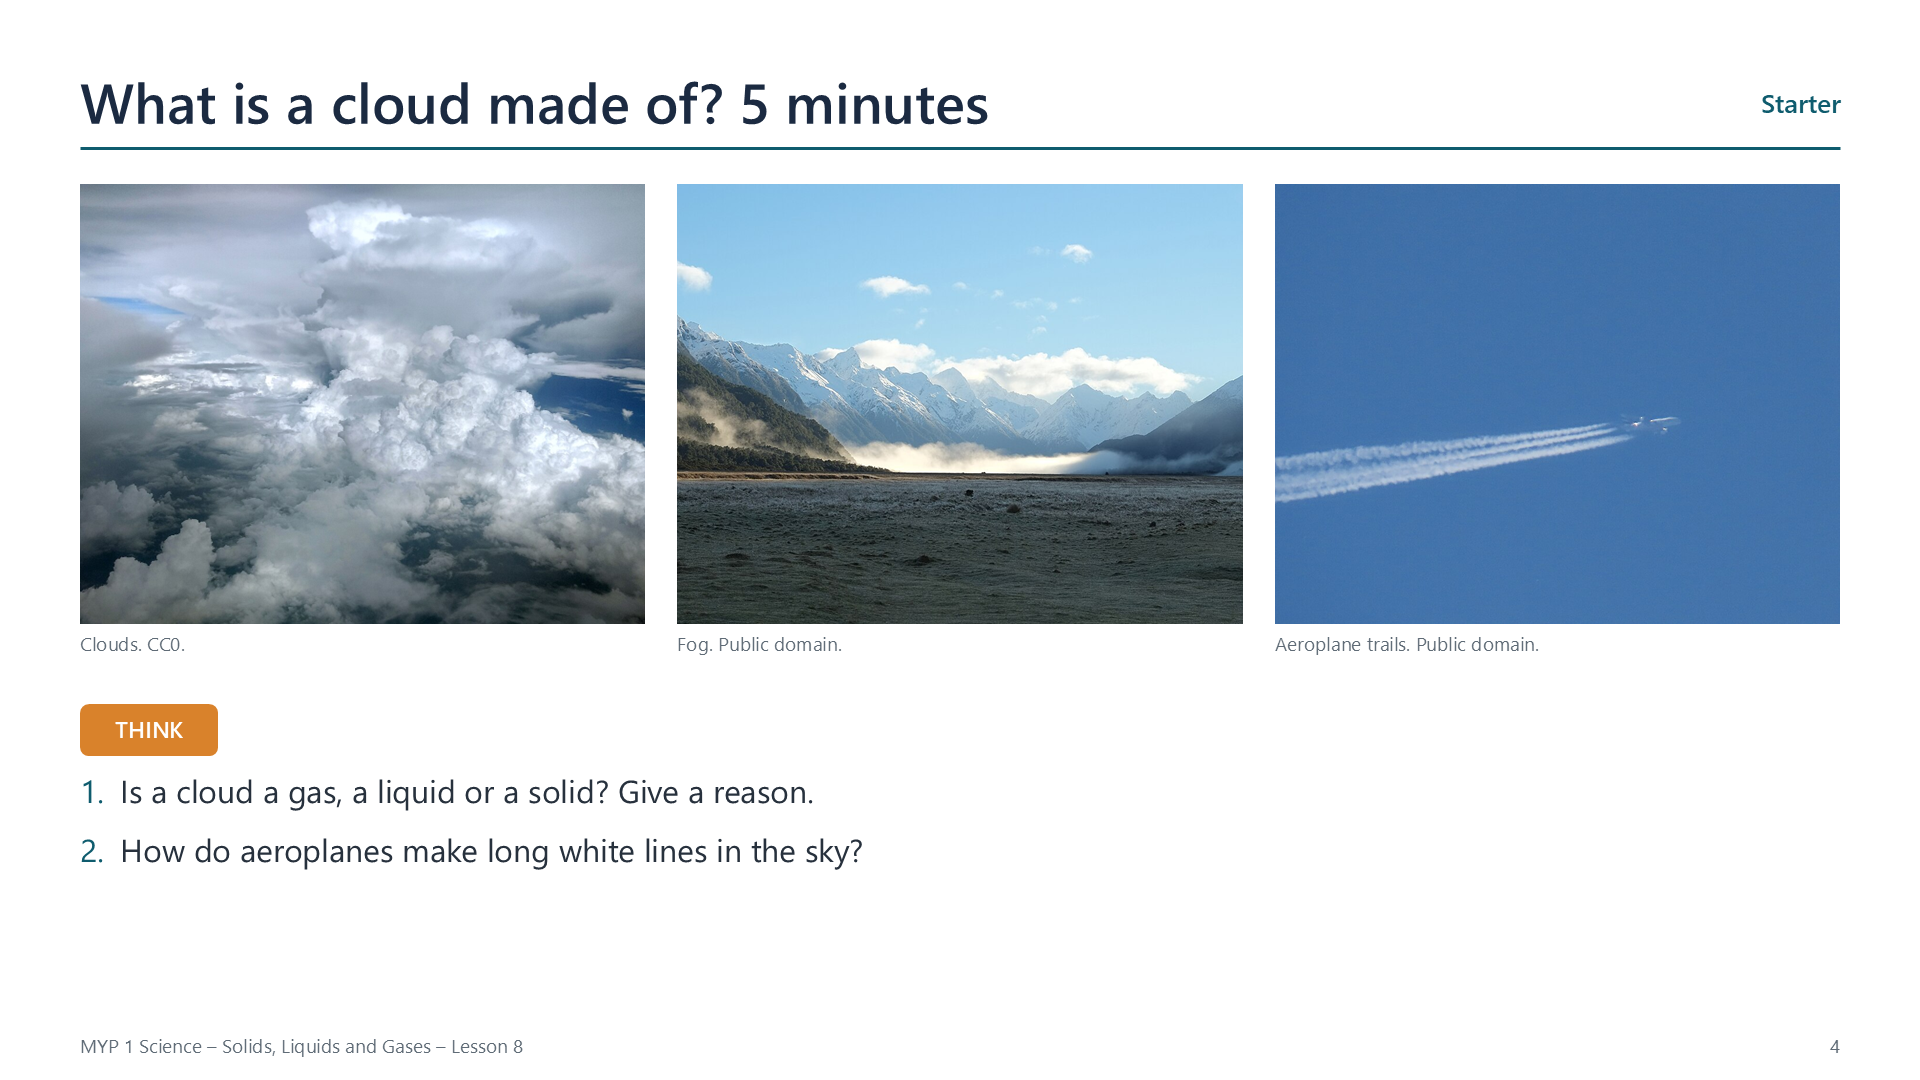 What is a cloud made of? 5 minutes
Starter
Clouds. CC0.
Fog. Public domain.
Aeroplane trails. Public domain.
THINK
1. Is a cloud a gas, a liquid or a solid? Give a reason.
2. How do aeroplanes make long white lines in the sky?
MYP 1 Science – Solids, Liquids and Gases – Lesson 8
4